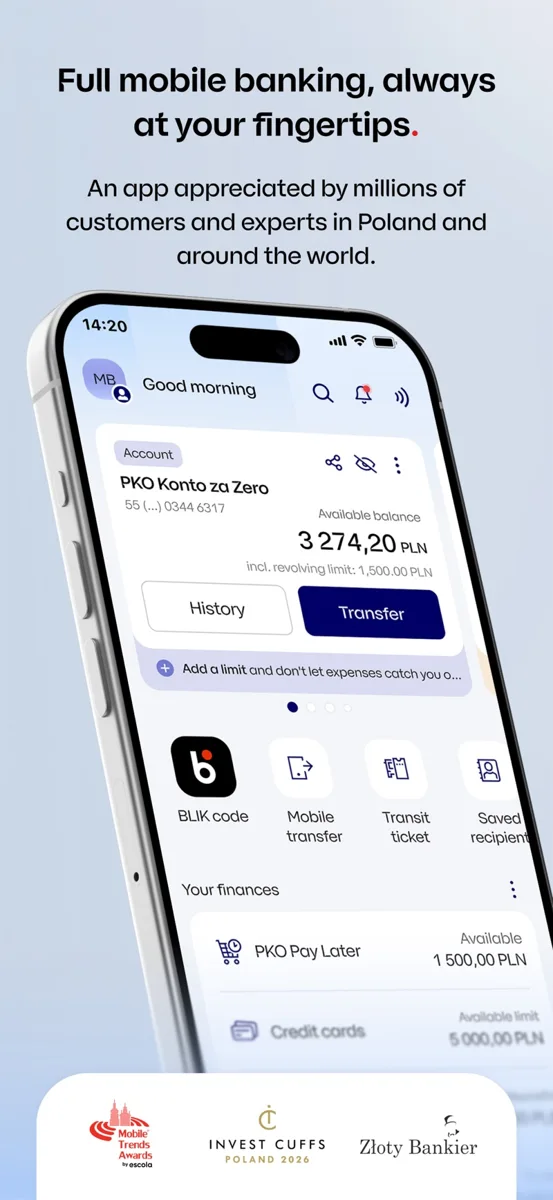 Full mobile banking, always
at your fingertips.
An app appreciated by millions of
customers and experts in Poland and
around the world.
14:20
MB
Good morning
Account
PKO Konto za Zero
55 (...) 0344 6317
Available balance
3 274,20 PLN
incl. revolving limit: 1,500.00 PLN
History
Transfer
Add a limit and don't let expenses catch you o...
BLIK code
Mobile
transfer
Transit
ticket
Saved
recipient
Your finances
PKO Pay Later
Available
1 500,00 PLN
Credit cards
Available limit
5 000,00 PLN
Mobile
Trends
Awards
by escola
INVEST CUFFS
POLAND 2026
Złoty Bankier